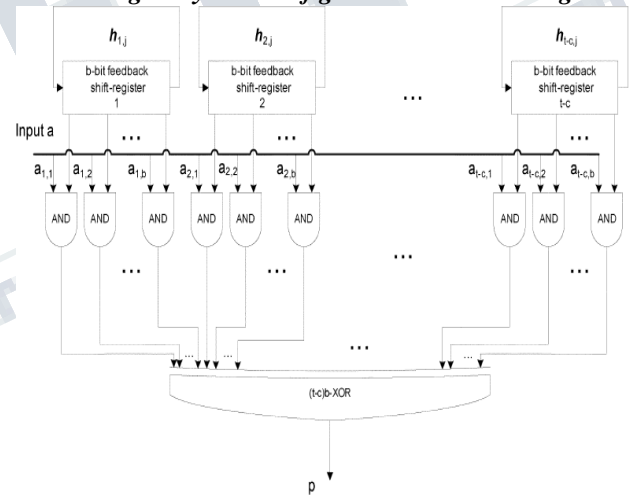 h1,j h2,j ht-c,j
b-bit feedback shift-register 1
b-bit feedback shift-register 2
b-bit feedback shift-register t-c
...
Input a
... ... ...
a1,1 a1,2 a1,b a2,1 a2,2 a2,b at-c,1 at-c,2 at-c,b
AND AND AND AND AND AND AND AND AND
...
... ... ...
...
... ... ...
(t-c)b-XOR
p